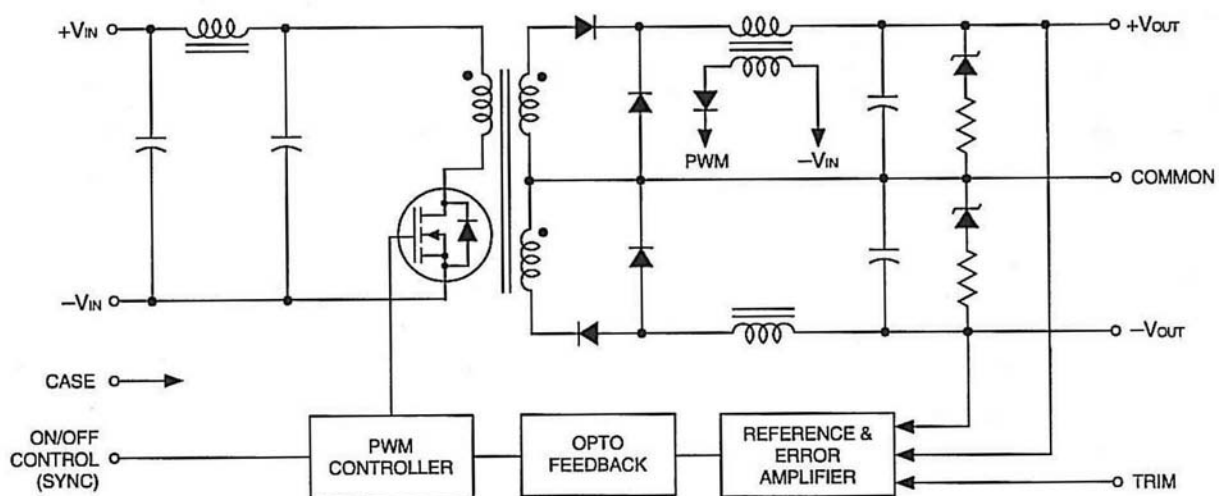 +VIN
+VOUT
PWM
−VIN
COMMON
−VIN
−VOUT
CASE
ON/OFF
CONTROL
(SYNC)
PWM
CONTROLLER
OPTO
FEEDBACK
REFERENCE &
ERROR
AMPLIFIER
TRIM